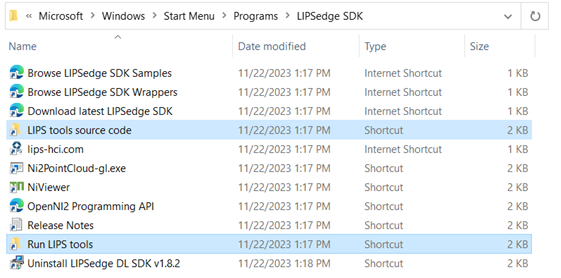 « Microsoft > Windows > Start Menu > Programs > LIPSedge SDK
Name Date modified Type Size
Browse LIPSedge SDK Samples 11/22/2023 1:17 PM Internet Shortcut 1 KB
Browse LIPSedge SDK Wrappers 11/22/2023 1:17 PM Internet Shortcut 1 KB
Download latest LIPSedge SDK 11/22/2023 1:17 PM Internet Shortcut 1 KB
LIPS tools source code 11/22/2023 1:17 PM Shortcut 2 KB
lips-hci.com 11/22/2023 1:17 PM Internet Shortcut 1 KB
Ni2PointCloud-gl.exe 11/22/2023 1:17 PM Shortcut 2 KB
NiViewer 11/22/2023 1:17 PM Shortcut 2 KB
OpenNI2 Programming API 11/22/2023 1:17 PM Shortcut 2 KB
Release Notes 11/22/2023 1:17 PM Shortcut 2 KB
Run LIPS tools 11/22/2023 1:17 PM Shortcut 2 KB
Uninstall LIPSedge DL SDK v1.8.2 11/22/2023 1:18 PM Shortcut 2 KB